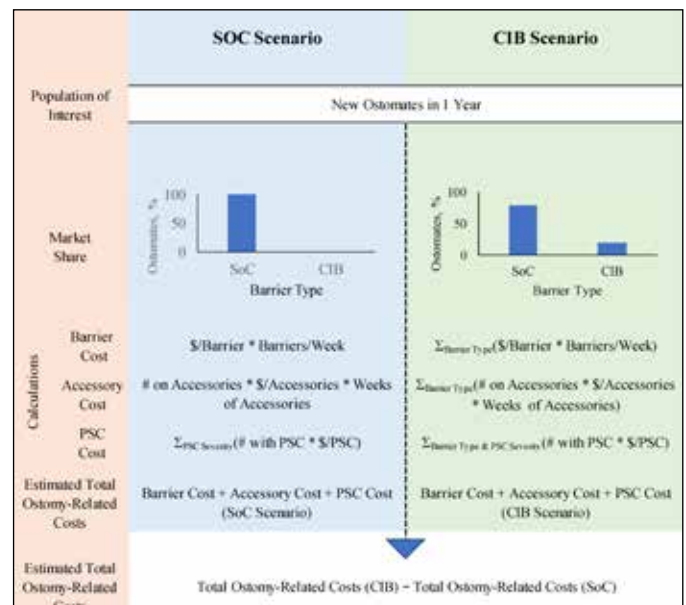 SOC Scenario
CIB Scenario
Population of
Interest
New Ostomates in 1 Year
Market
Share
Ostomates, %
100
50
0
SoC
CIB
Barrier Type
Ostomates, %
100
50
0
SoC
CIB
Barrier Type
Calculations
Barrier
Cost
$/Barrier * Barriers/Week
Σ Barrier Type($/Barrier * Barriers/Week)
Accessory
Cost
# on Accessories * $/Accessories * Weeks
of Accessories
Σ Barrier Type(# on Accessories * $/Accessories
* Weeks of Accessories)
PSC
Cost
Σ PSC Severity(# with PSC * $/PSC)
Σ Barrier Type & PSC Severity(# with PSC * $/PSC)
Estimated Total
Ostomy-Related
Costs
Barrier Cost + Accessory Cost + PSC Cost
(SoC Scenario)
Barrier Cost + Accessory Cost + PSC Cost
(CIB Scenario)
Estimated Total
Ostomy-Related
Costs
Total Ostomy-Related Costs (CIB) − Total Ostomy-Related Costs (SoC)